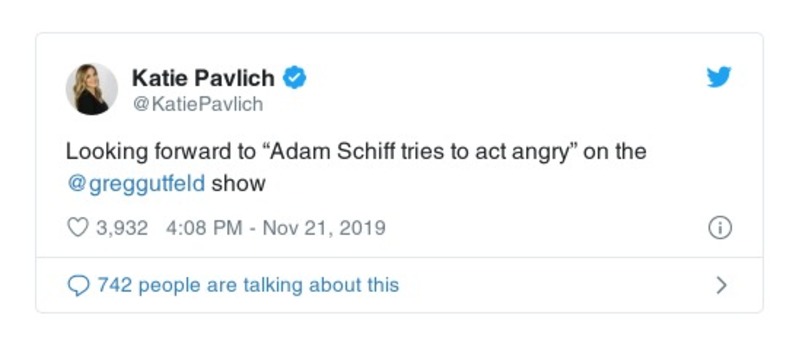 Katie Pavlich
@KatiePavlich
Looking forward to “Adam Schiff tries to act angry” on the
@greggutfeld show
3,932 4:08 PM - Nov 21, 2019
742 people are talking about this